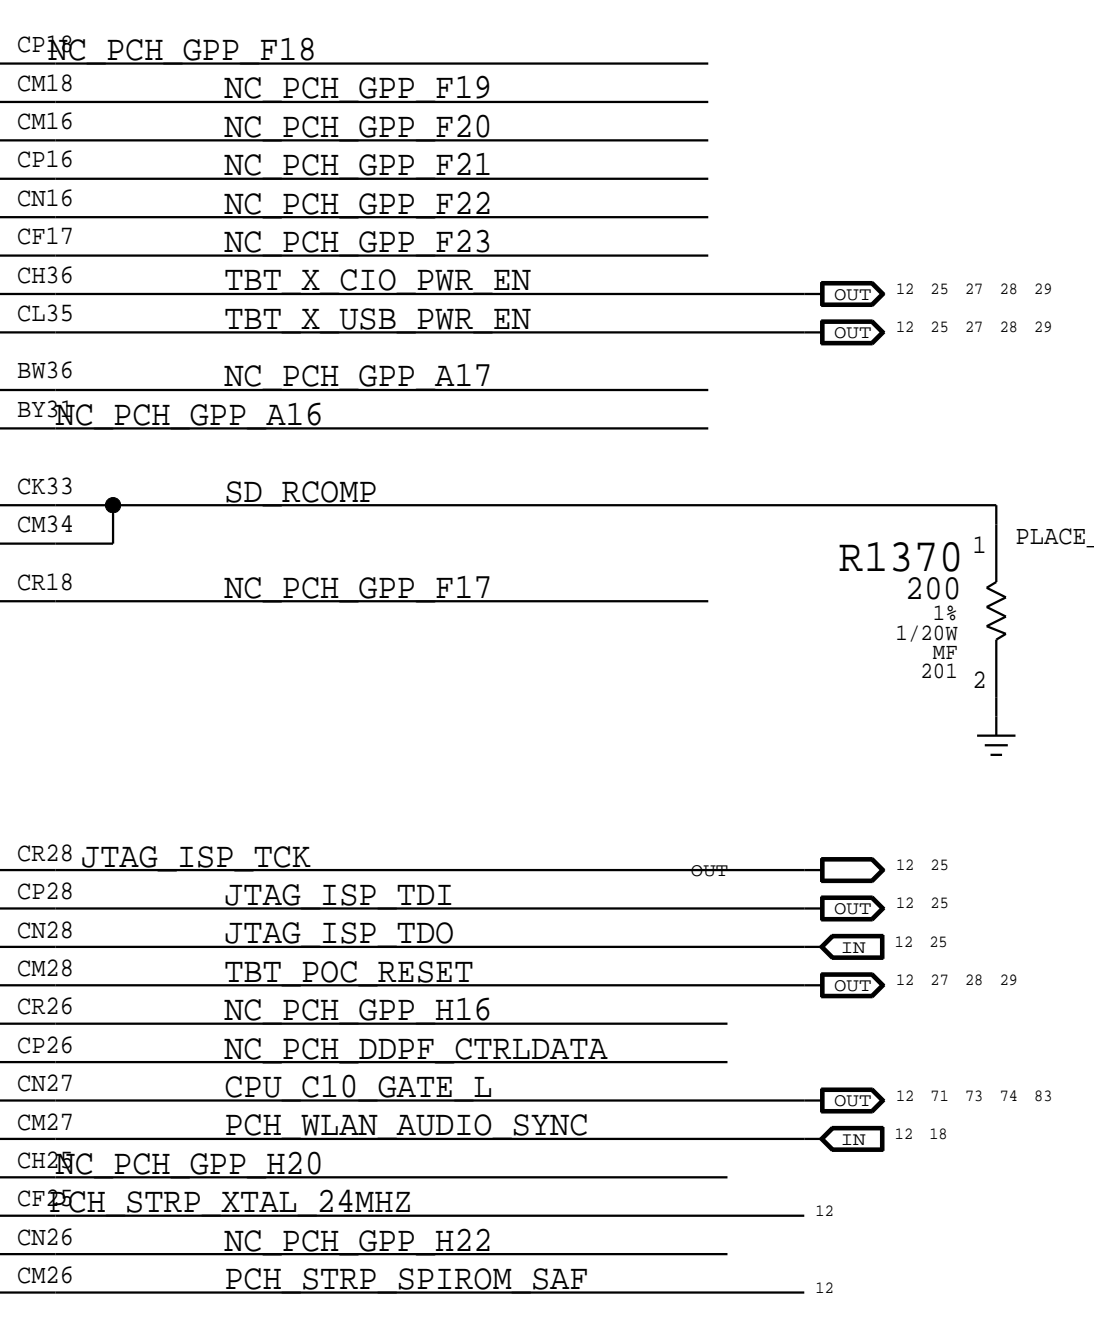 CP18 NC_PCH_GPP_F18
CM18 NC_PCH_GPP_F19
CM16 NC_PCH_GPP_F20
CP16 NC_PCH_GPP_F21
CN16 NC_PCH_GPP_F22
CF17 NC_PCH_GPP_F23
CH36 TBT_X_CIO_PWR_EN OUT 12 25 27 28 29
CL35 TBT_X_USB_PWR_EN OUT 12 25 27 28 29
BW36 NC_PCH_GPP_A17
BY31 NC_PCH_GPP_A16
CK33 SD_RCOMP
CM34
1 PLACE_
R1370
CR18 NC_PCH_GPP_F17
200
1%
1/20W
MF
201
2
CR28 JTAG_ISP_TCK OUT 12 25
CP28 JTAG_ISP_TDI OUT 12 25
CN28 JTAG_ISP_TDO IN 12 25
CM28 TBT_POC_RESET OUT 12 27 28 29
CR26 NC_PCH_GPP_H16
CP26 NC_PCH_DDPF_CTRLDATA
CN27 CPU_C10_GATE_L OUT 12 71 73 74 83
CM27 PCH_WLAN_AUDIO_SYNC IN 12 18
CH25 NC_PCH_GPP_H20
CF25 PCH_STRP_XTAL_24MHZ 12
CN26 NC_PCH_GPP_H22
CM26 PCH_STRP_SPIROM_SAF 12